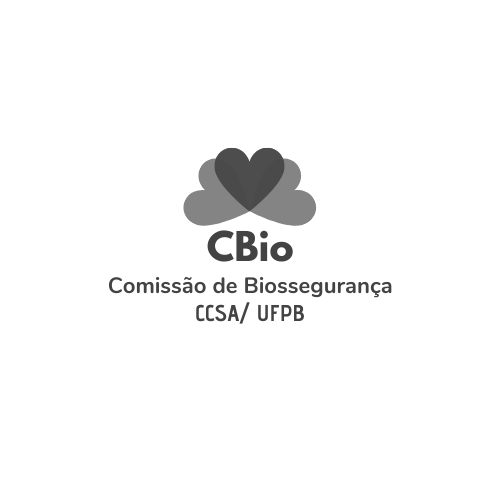 CBio
Comissão de Biossegurança
CCSA/ UFPB